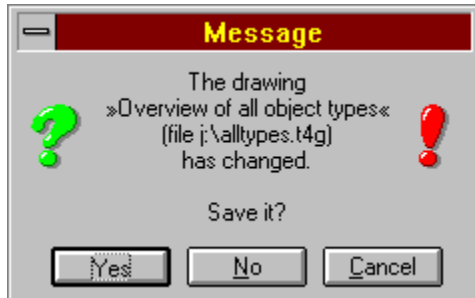 Message
The drawing
»Overview of all object types«
(file j:\alltypes.t4g)
has changed.
Save it?
Yes
No
Cancel